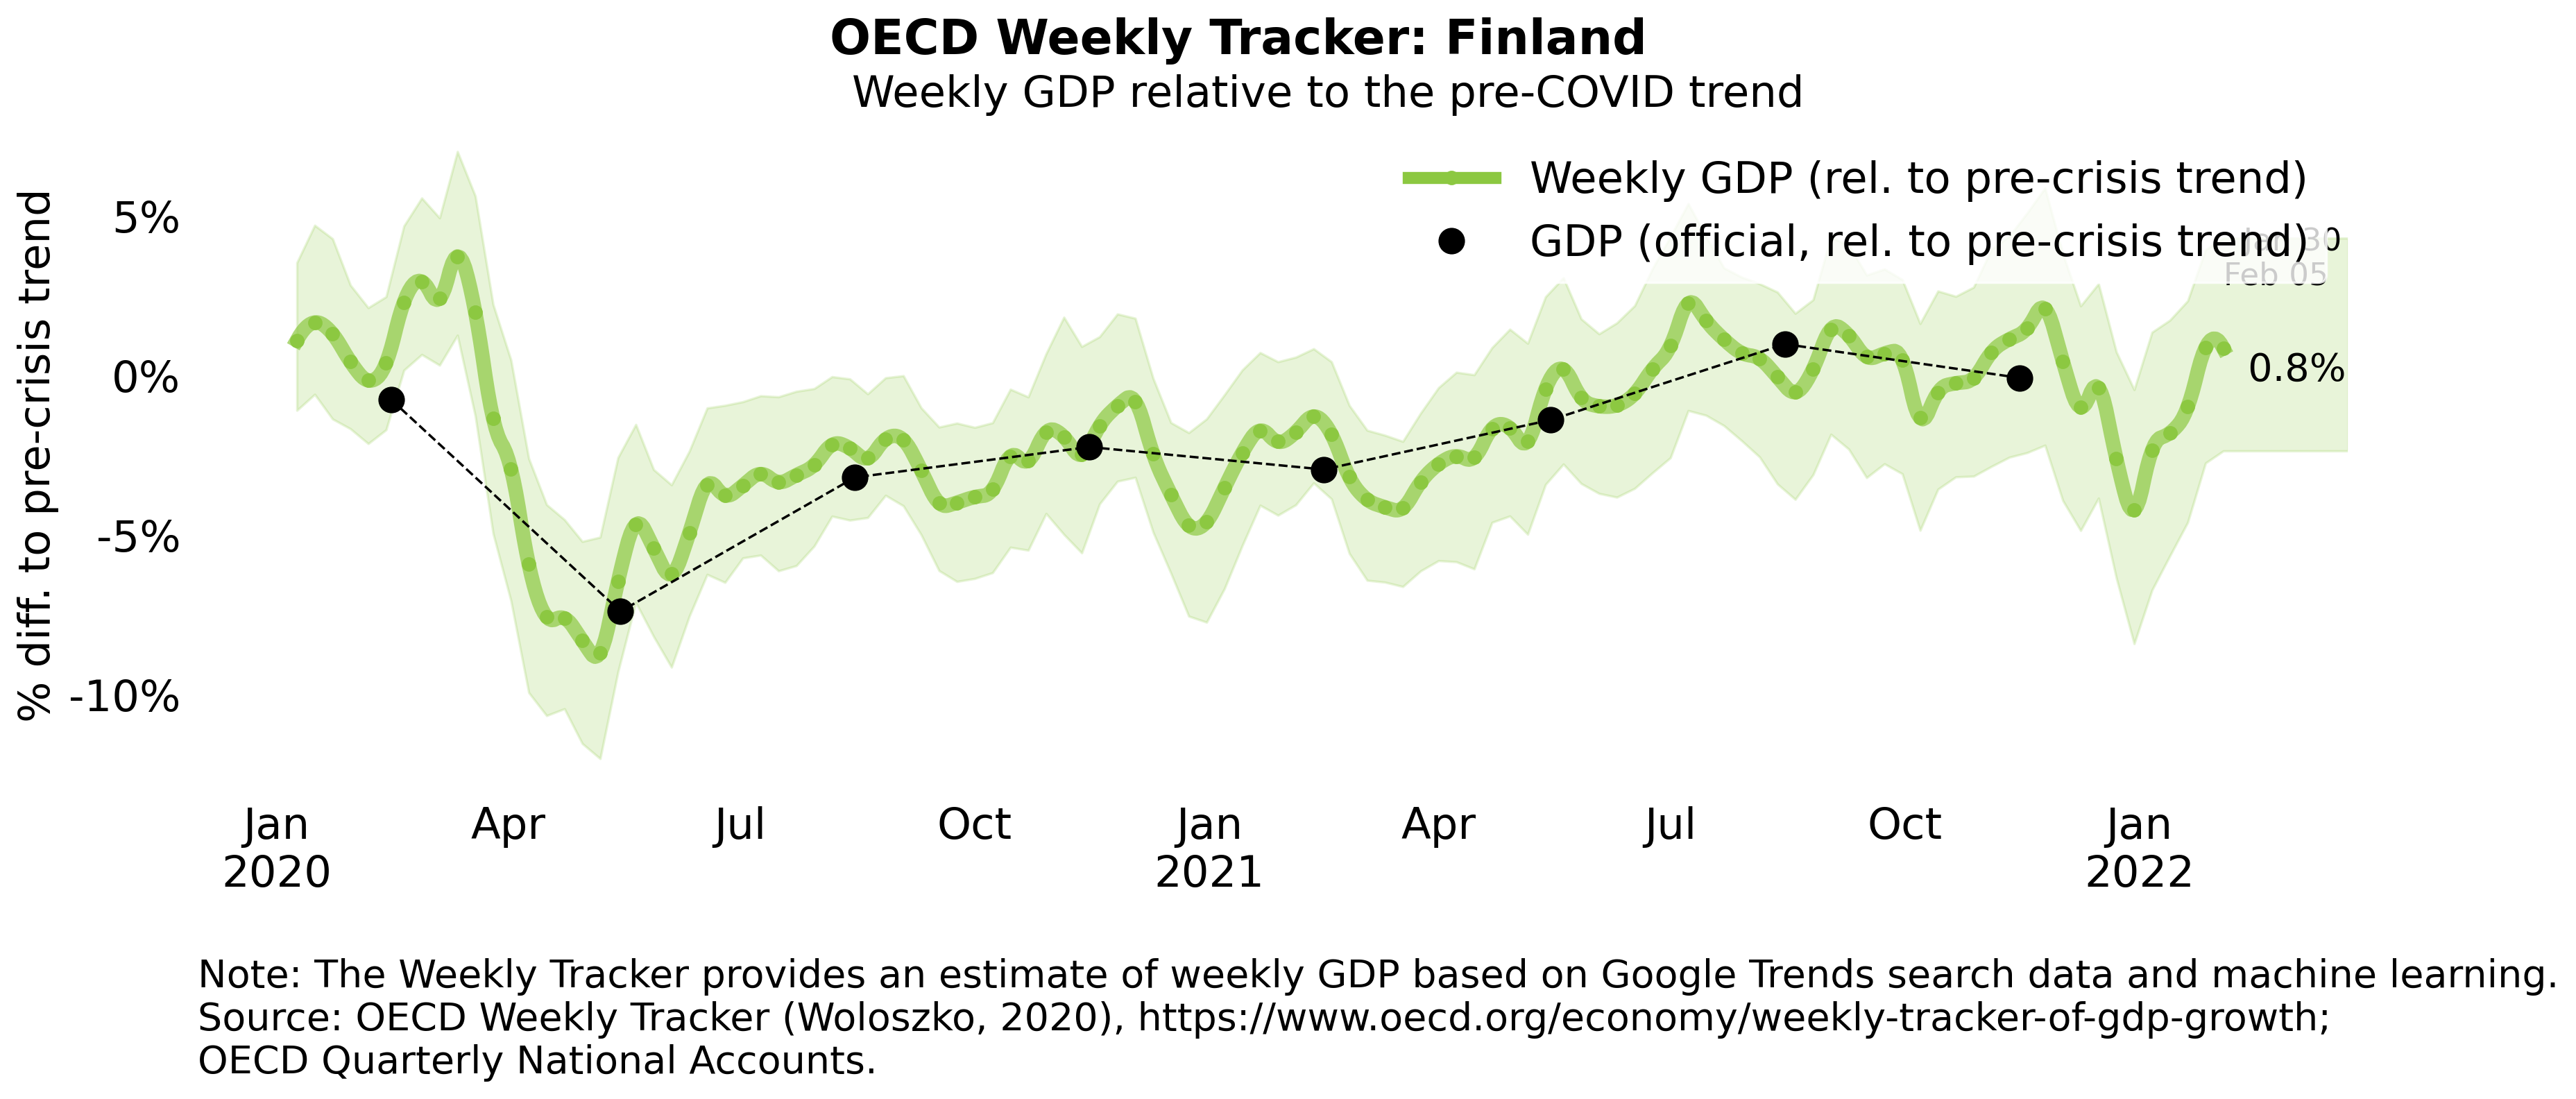 OECD Weekly Tracker: Finland
Weekly GDP relative to the pre-COVID trend
% diff. to pre-crisis trend
5%
0%
-5%
-10%
Weekly GDP (rel. to pre-crisis trend)
GDP (official, rel. to pre-crisis trend)
Jan 30
Feb 05
0.8%
Jan Apr Jul Oct Jan Apr Jul Oct Jan
2020 2021 2022
Note: The Weekly Tracker provides an estimate of weekly GDP based on Google Trends search data and machine learning.
Source: OECD Weekly Tracker (Woloszko, 2020), https://www.oecd.org/economy/weekly-tracker-of-gdp-growth;
OECD Quarterly National Accounts.